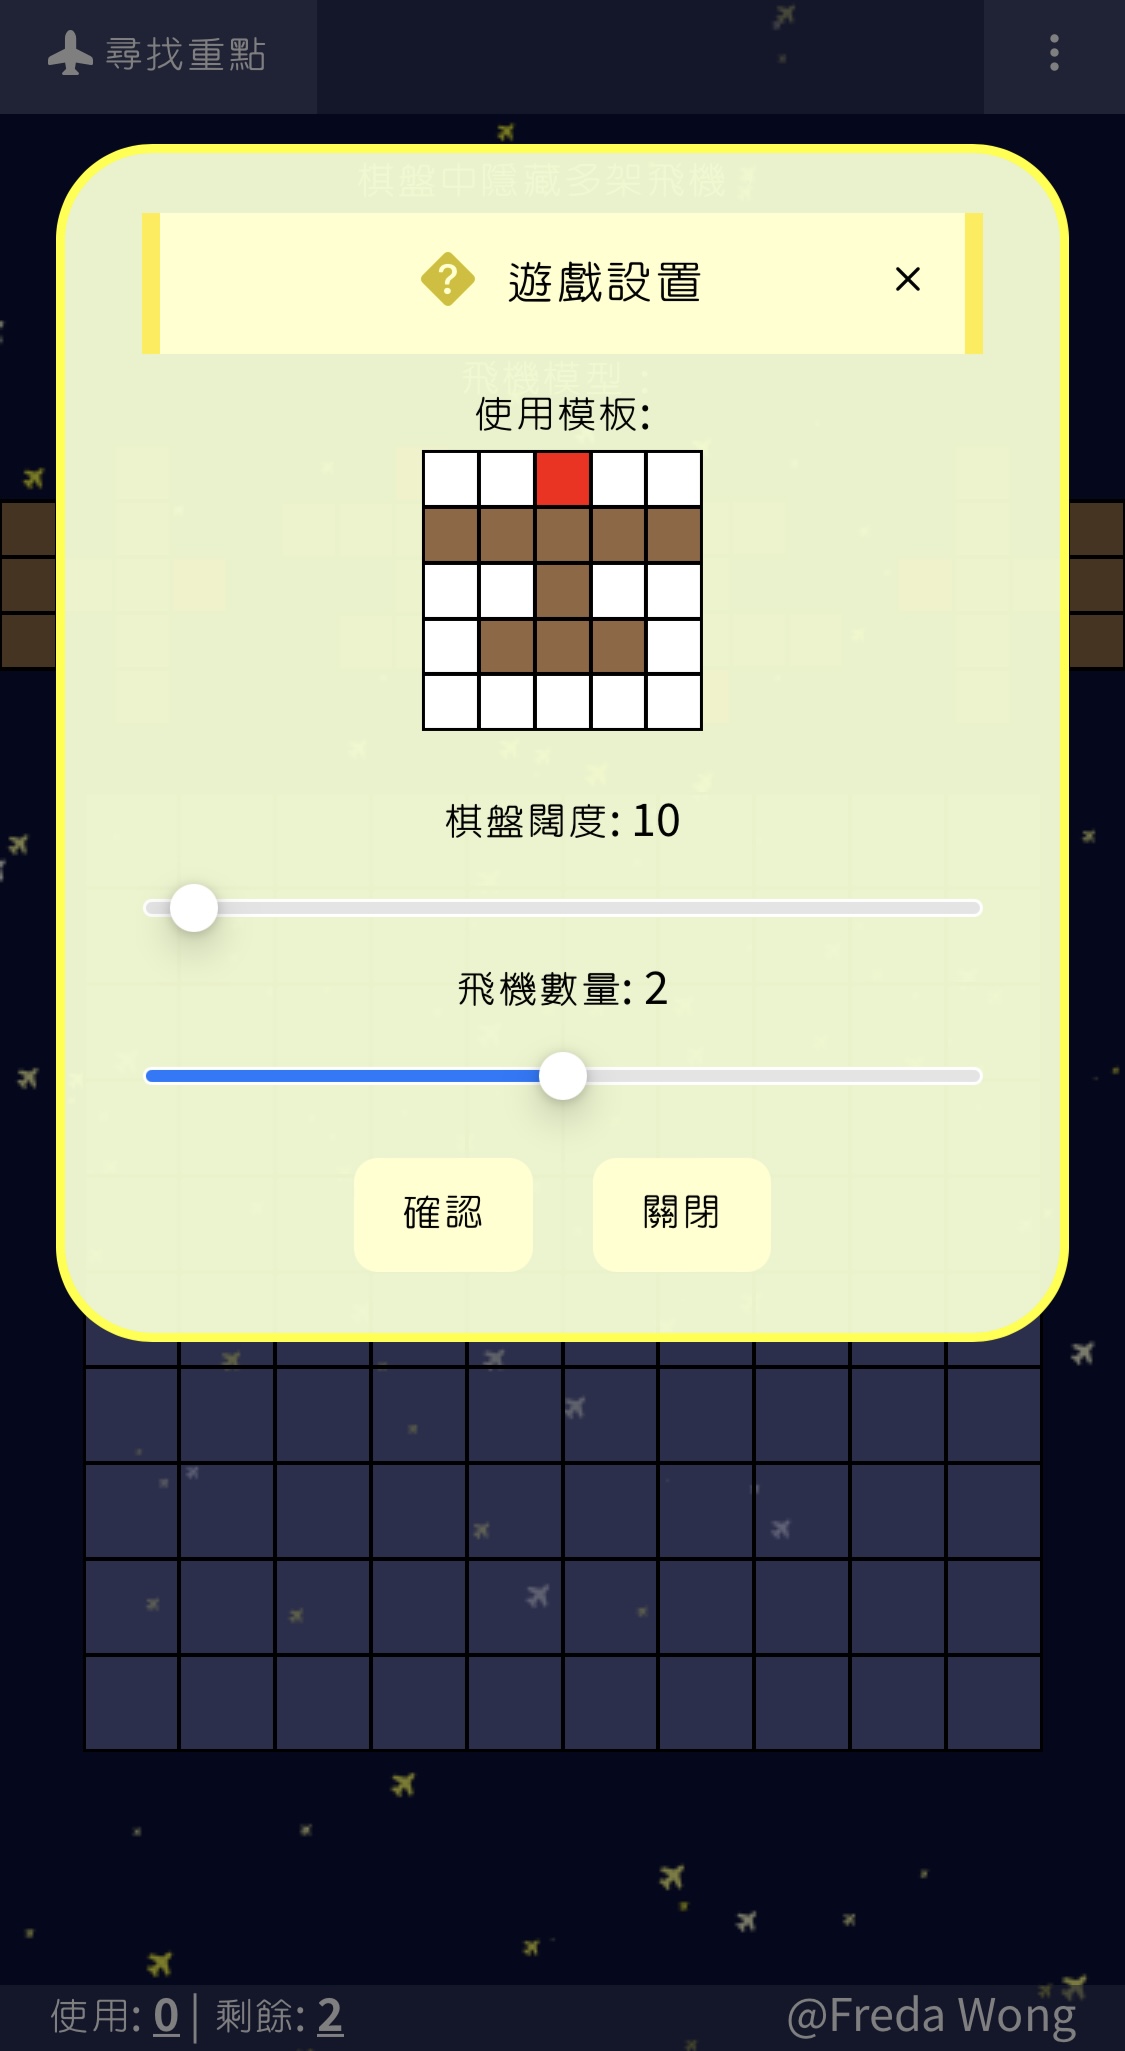 尋找重點
棋盤中隱藏多架飛機
? 遊戲設置 ×
飛機模型：
使用模板:
棋盤闊度: 10
飛機數量: 2
確認
關閉
使用: 0 | 剩餘: 2
@Freda Wong